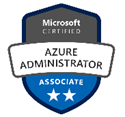 Microsoft
CERTIFIED
AZURE
ADMINISTRATOR
ASSOCIATE